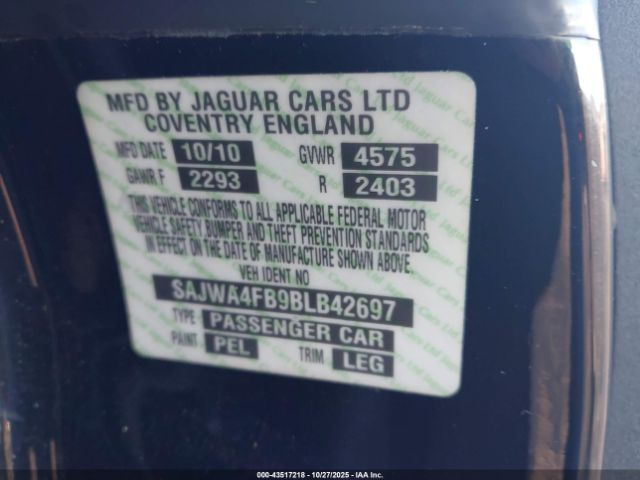 MFD BY JAGUAR CARS LTD
COVENTRY ENGLAND
MFD DATE 10/10 GVWR 4575
GAWR F 2293 R 2403
THIS VEHICLE CONFORMS TO ALL APPLICABLE FEDERAL MOTOR
VEHICLE SAFETY BUMPER AND THEFT PREVENTION STANDARDS
IN EFFECT ON THE DATE OF MANUFACTURE SHOWN ABOVE.
VEH IDENT NO
SAJWA4FB9BLB42697
TYPE PASSENGER CAR
PAINT PEL TRIM LEG
000-43517218 - 10/27/2025 - IAA Inc.